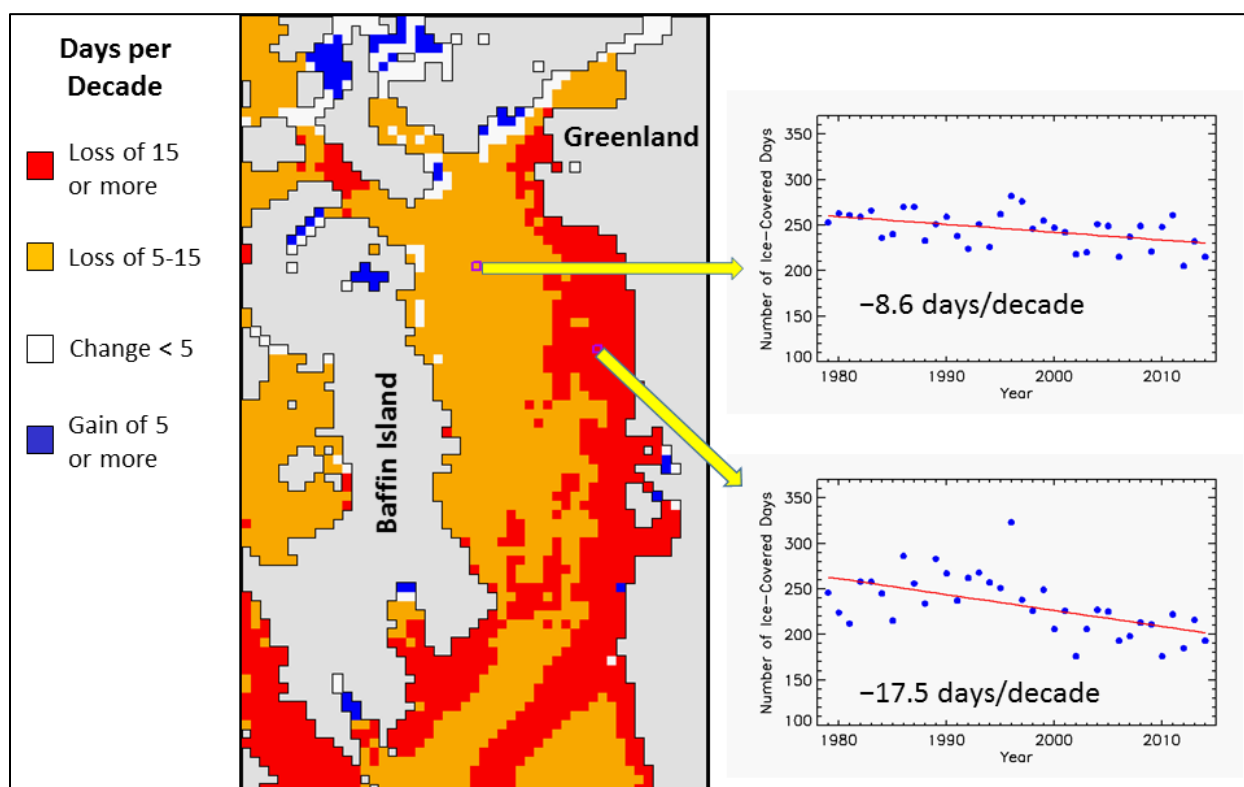 Days per
Decade
Loss of 15
or more
Loss of 5-15
Change < 5
Gain of 5
or more
Greenland
Baffin Island
Number of Ice-Covered Days
350
300
250
200
150
100
−8.6 days/decade
1980
1990
2000
2010
Year
Number of Ice-Covered Days
350
300
250
200
150
100
−17.5 days/decade
1980
1990
2000
2010
Year